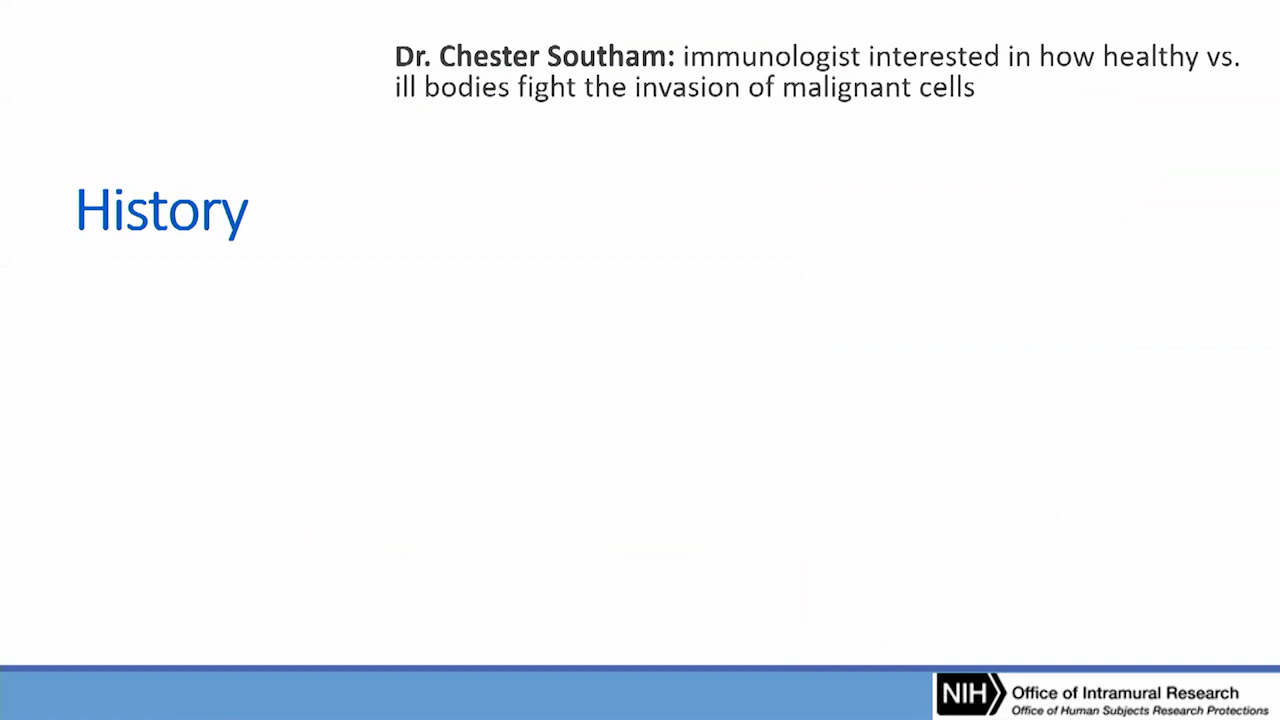 Dr. Chester Southam: immunologist interested in how healthy vs.
ill bodies fight the invasion of malignant cells
History
NIH
Office of Intramural Research
Office of Human Subjects Research Protections